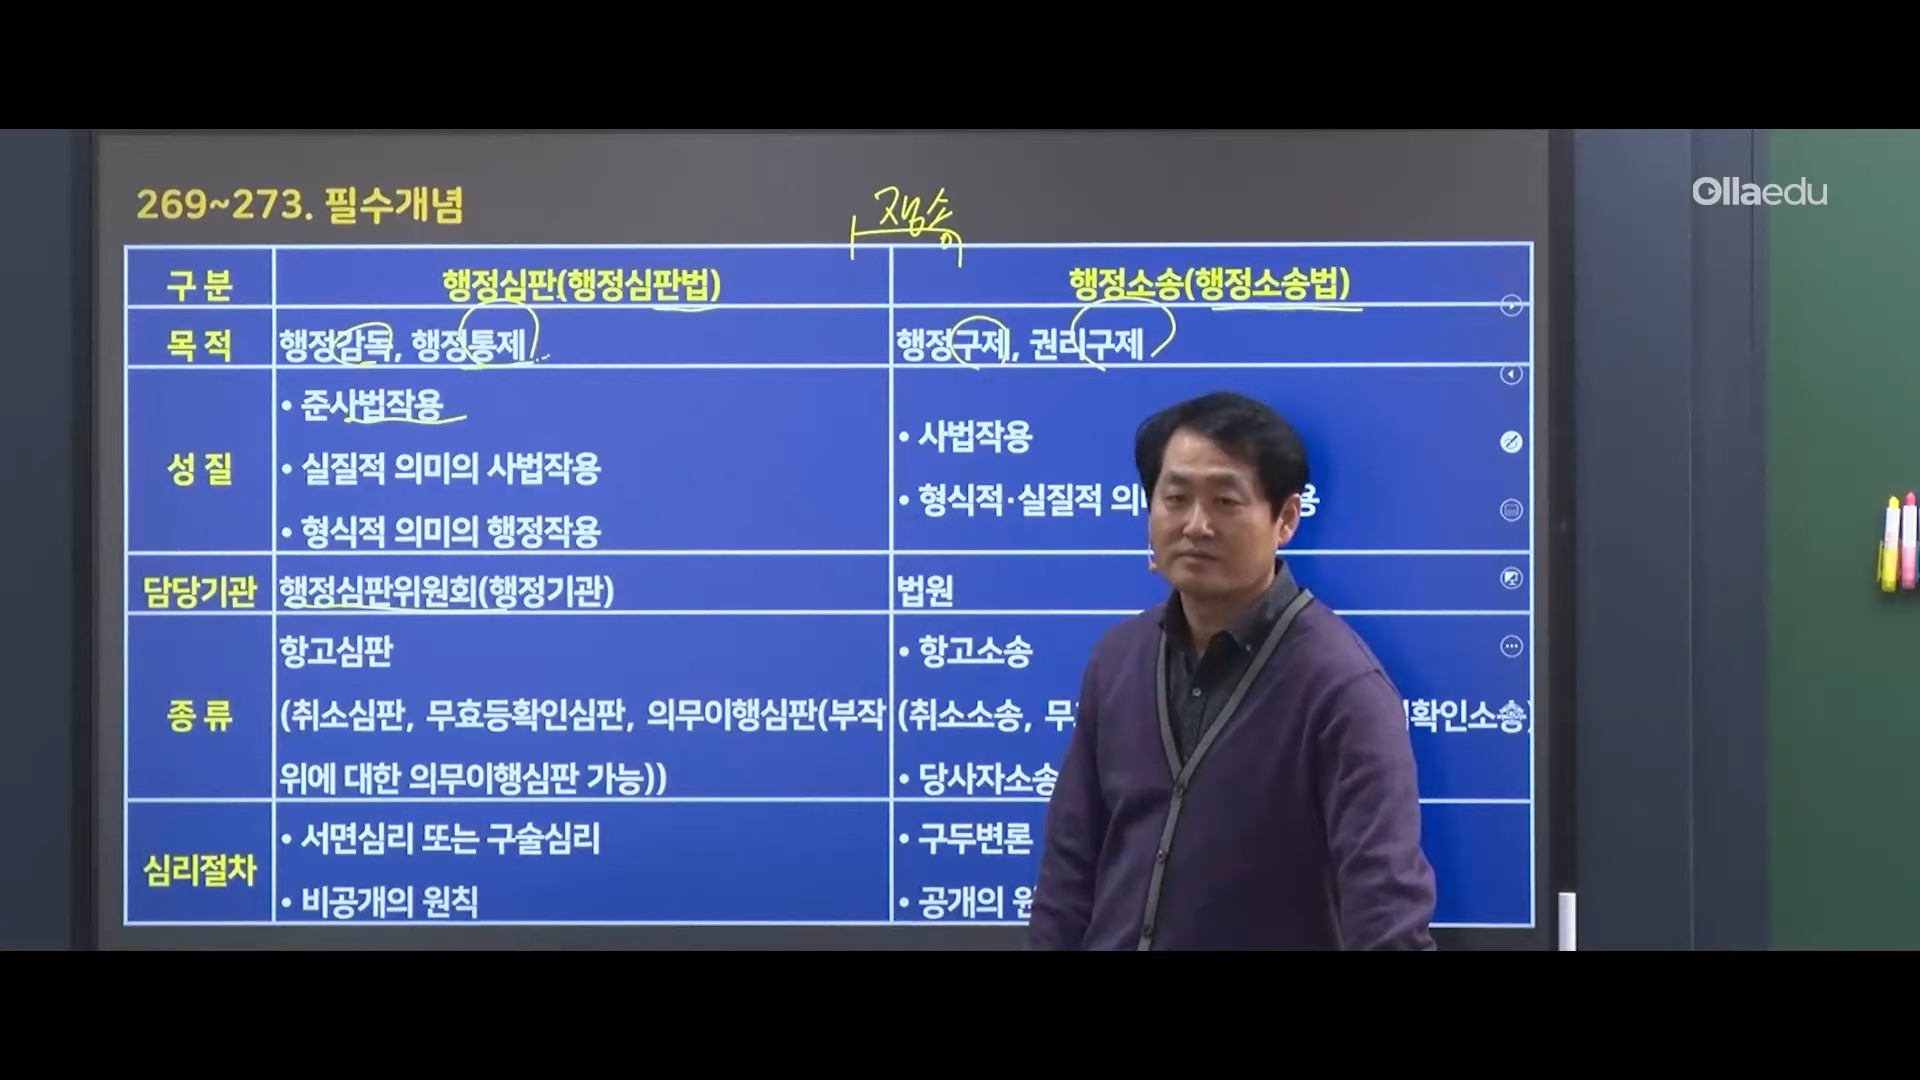 Ollaedu
269~273. 필수개념
구 분
행정심판(행정심판법)
행정소송(행정소송법)
목 적
행정감독, 행정통제
행정구제, 권리구제
성 질
• 준사법작용
• 실질적 의미의 사법작용
• 형식적 의미의 행정작용
• 사법작용
• 형식적·실질적
담당기관
행정심판위원회(행정기관)
법원
종 류
항고심판
(취소심판, 무효등확인심판, 의무이행심판(부작
위에 대한 의무이행심판 가능))
• 항고소송
(취소소송,
확인소송)
• 당사자소송
심리절차
• 서면심리 또는 구술심리
• 비공개의 원칙
• 구두변론
• 공개의